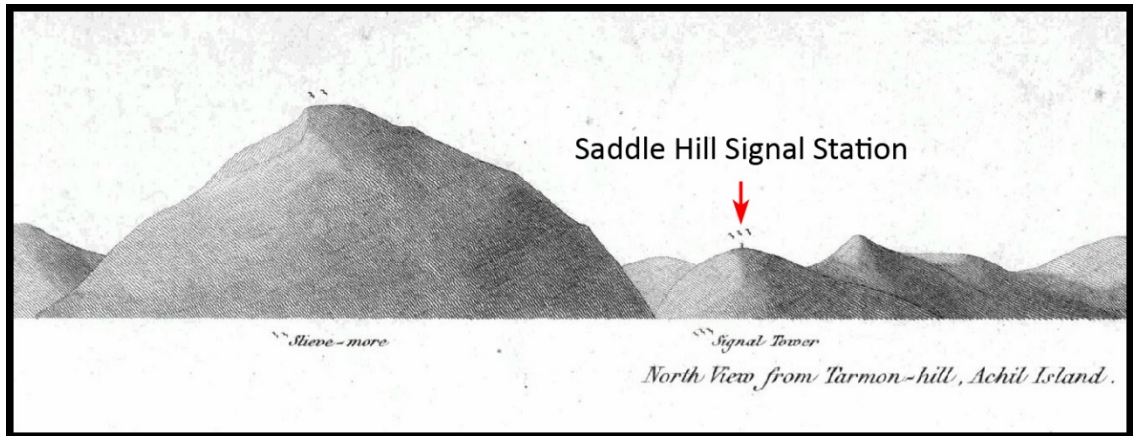 Saddle Hill Signal Station
Slieve-more
Signal Tower
North View from Tarmon-hill, Achil Island.